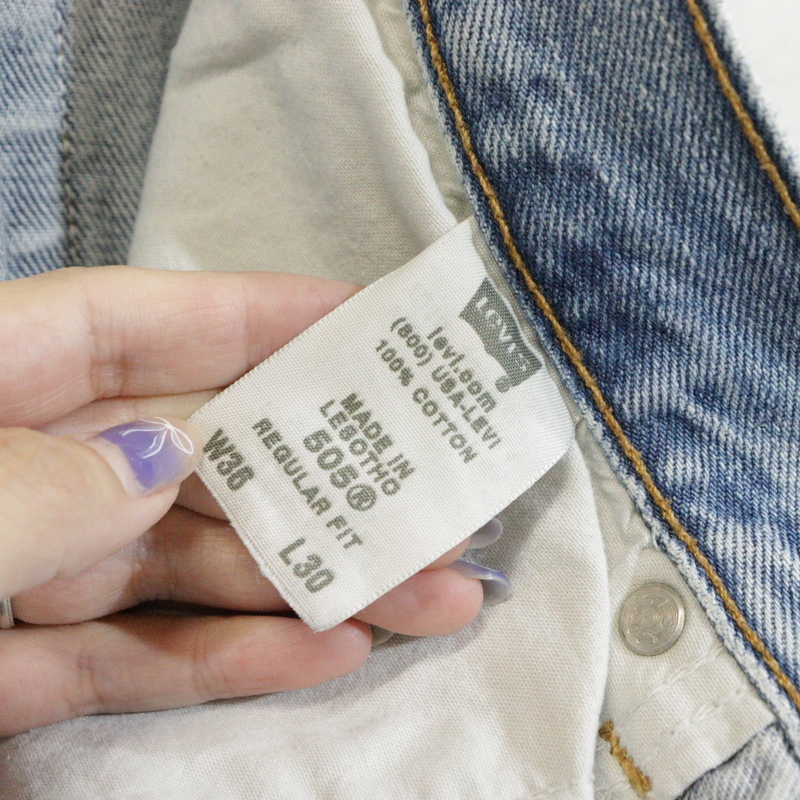 LEVI'S
levi.com
(800) USA-LEVI
100% COTTON
MADE IN
LESOTHO
505®
REGULAR FIT
W36 L30